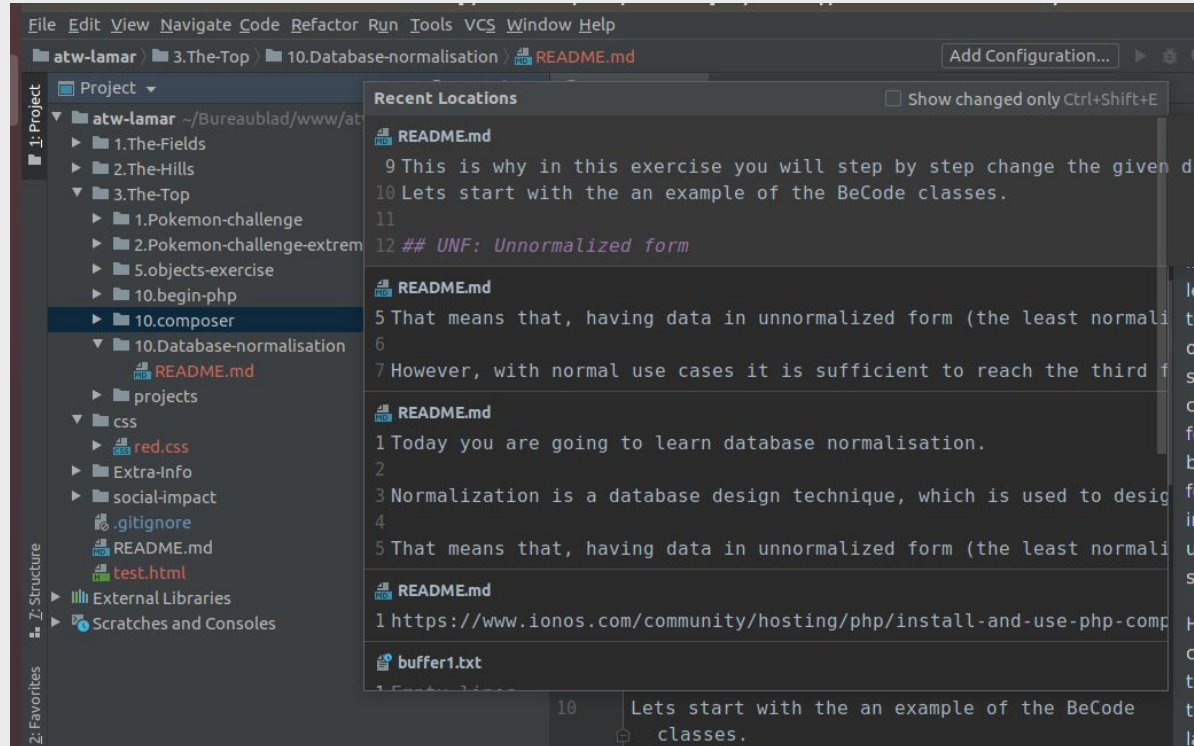 File Edit View Navigate Code Refactor Run Tools VCS Window Help
atw-lamar 3.The-Top 10.Database-normalisation README.md Add Configuration...
1: Project
Project
atw-lamar ~/Bureaublad/www/at
1.The-Fields
2.The-Hills
3.The-Top
1.Pokemon-challenge
2.Pokemon-challenge-extrem
5.objects-exercise
10.begin-php
10.composer
10.Database-normalisation
README.md
projects
css
red.css
Extra-Info
social-impact
.gitignore
README.md
test.html
External Libraries
Scratches and Consoles
7: Structure
2: Favorites
Recent Locations Show changed only Ctrl+Shift+E
README.md
9 This is why in this exercise you will step by step change the given d
10 Lets start with the an example of the BeCode classes.
11
12 ## UNF: Unnormalized form
README.md
5 That means that, having data in unnormalized form (the least normali
6
7 However, with normal use cases it is sufficient to reach the third f
README.md
1 Today you are going to learn database normalisation.
2
3 Normalization is a database design technique, which is used to desig
4
5 That means that, having data in unnormalized form (the least normali
README.md
1 https://www.ionos.com/community/hosting/php/install-and-use-php-comp
buffer1.txt
10 Lets start with the an example of the BeCode
classes.